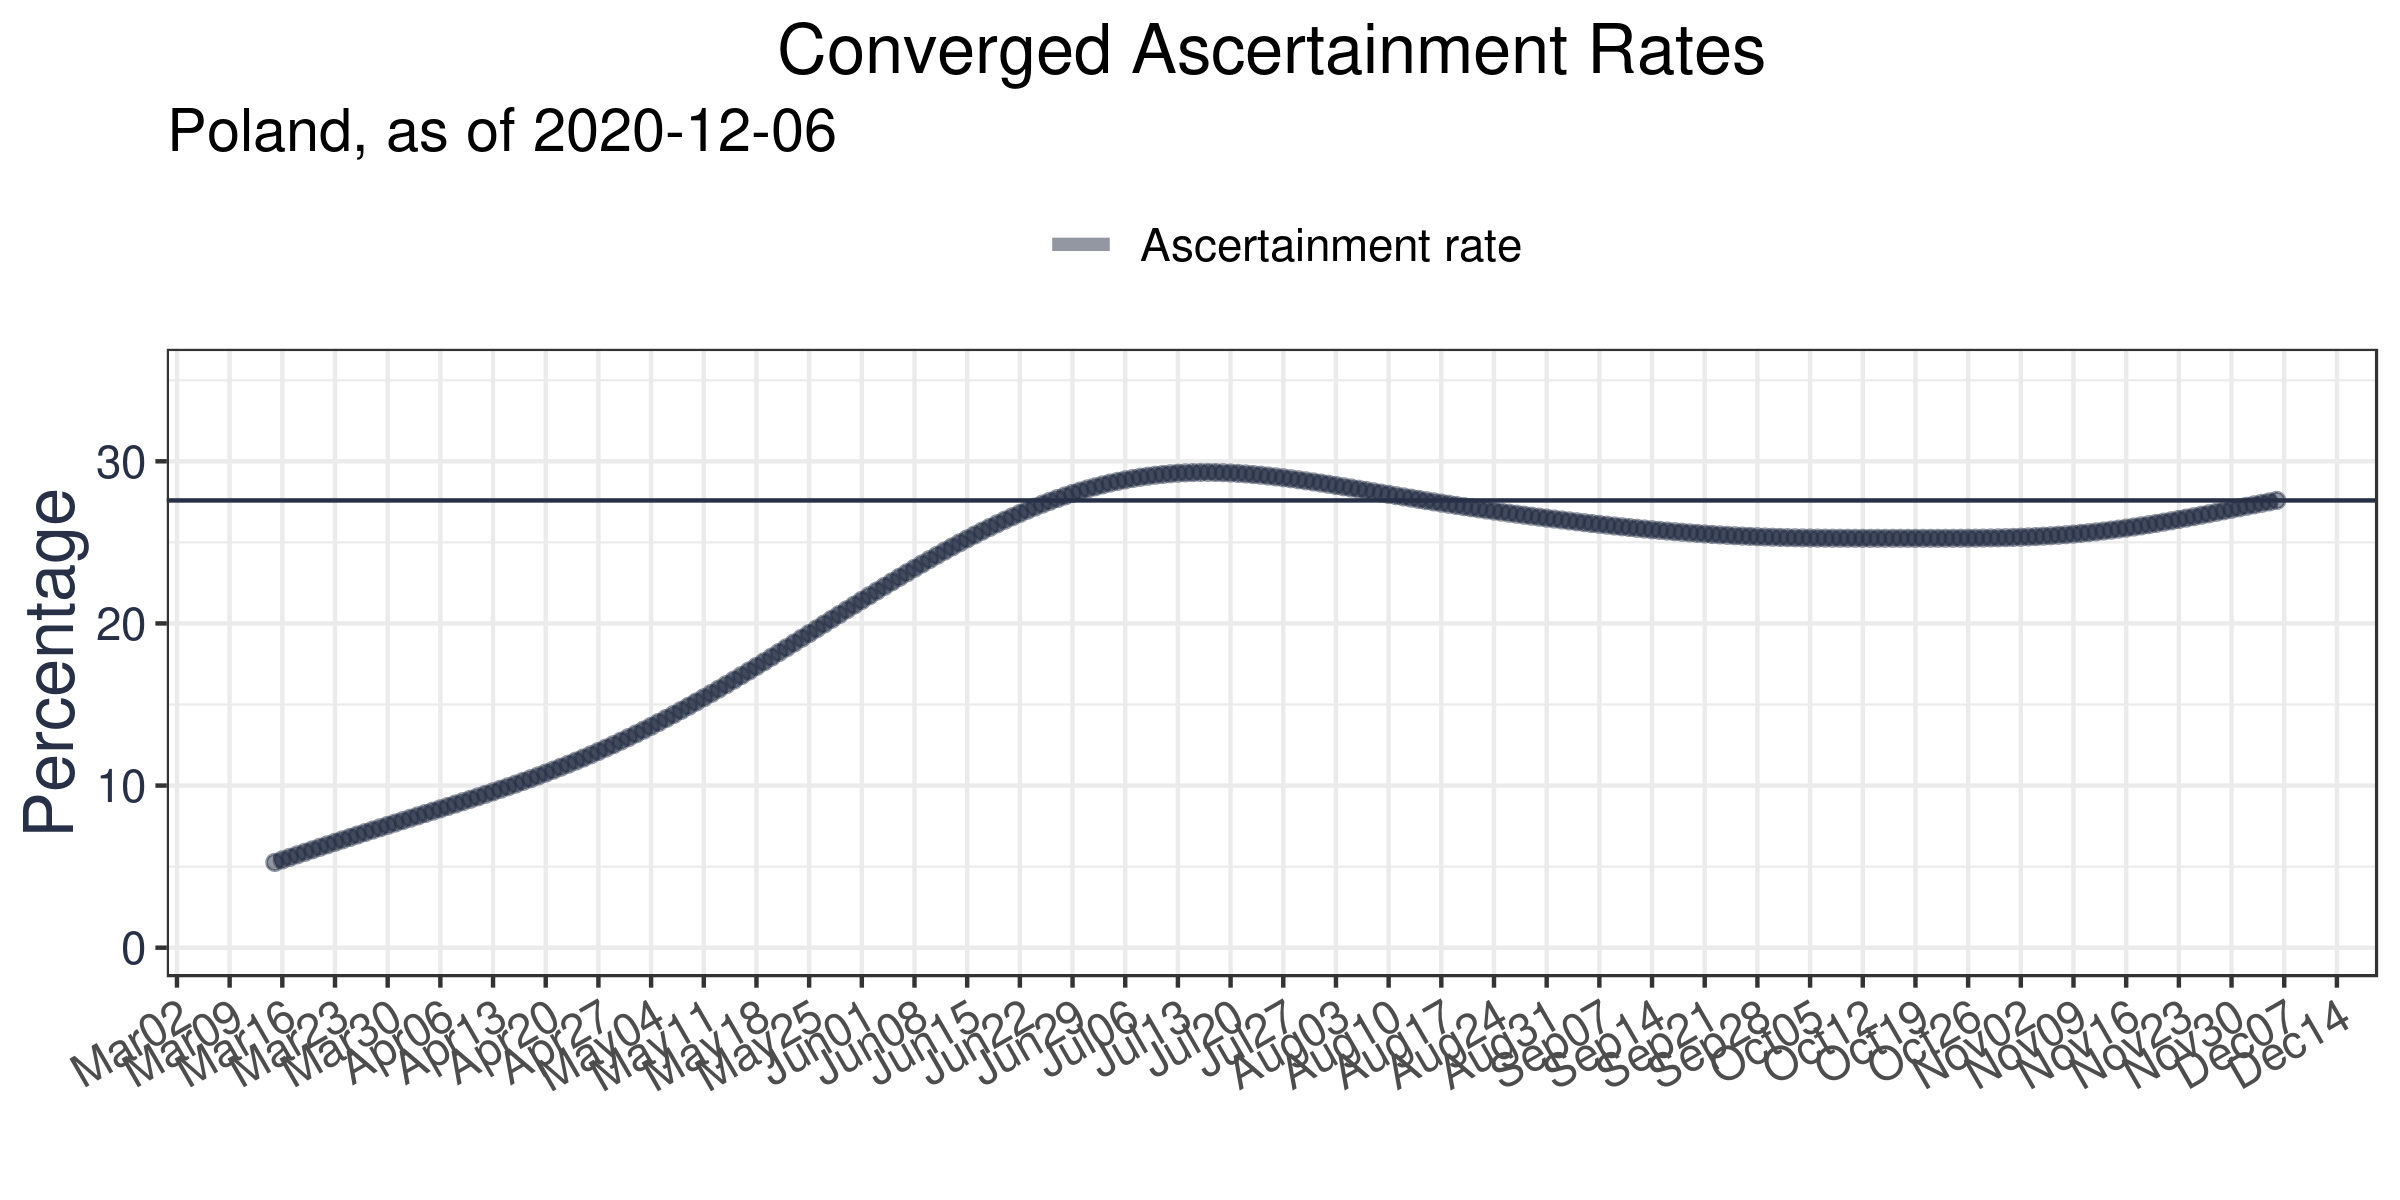 Converged Ascertainment Rates
Poland, as of 2020-12-06
Ascertainment rate
Percentage
30
20
10
0
Mar02 Mar09 Mar16 Mar23 Mar30 Apr06 Apr13 Apr20 Apr27 May04 May11 May18 May25 Jun01 Jun08 Jun15 Jun22 Jun29 Jul06 Jul13 Jul20 Jul27 Aug03 Aug10 Aug17 Aug24 Aug31 Sep07 Sep14 Sep21 Sep28 Oct05 Oct12 Oct19 Oct26 Nov02 Nov09 Nov16 Nov23 Nov30 Dec07 Dec14